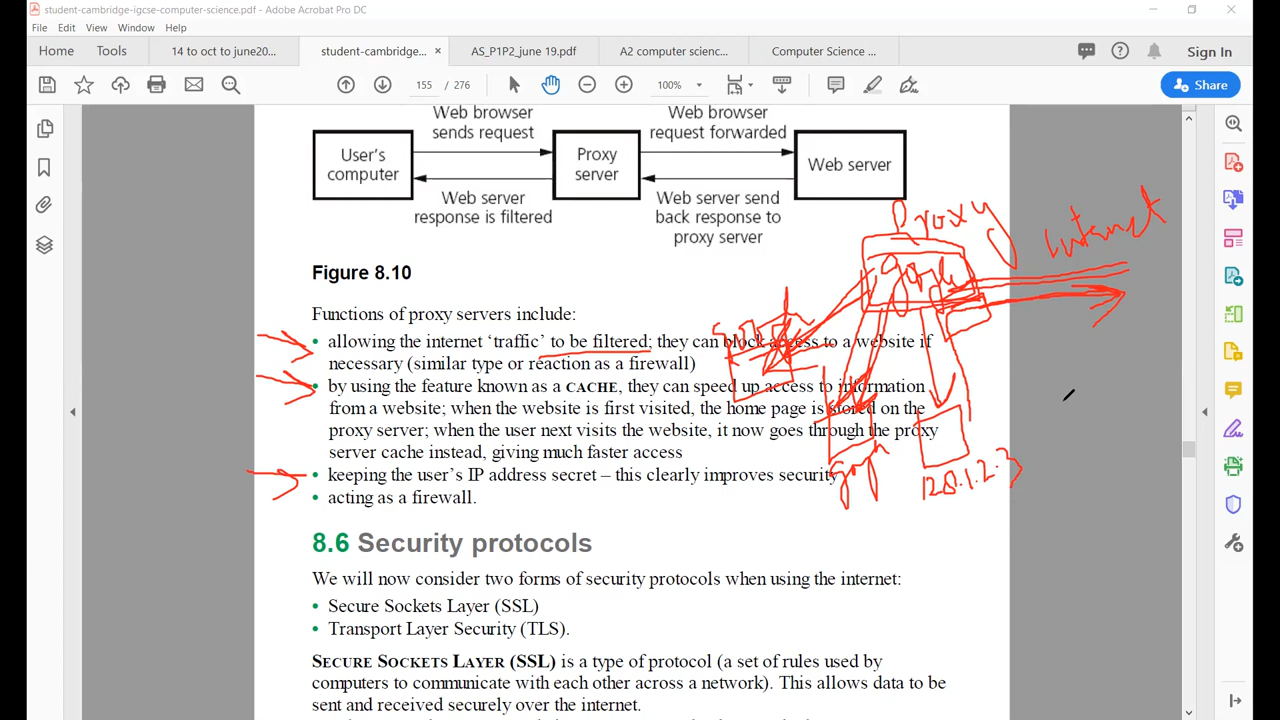 student-cambridge-igcse-computer-science.pdf - Adobe Acrobat Pro DC
File Edit View Window Help
Home Tools 14 to oct to june20... student-cambridge... × AS_P1P2_june 19.pdf A2 computer scienc... Computer Science ... Sign In
155 / 276 100% Share
Web browser sends request
Web browser request forwarded
User's computer
Proxy server
Web server
Web server response is filtered
Web server send back response to proxy server
Proxy
Internet
Figure 8.10
Functions of proxy servers include:
• allowing the internet ‘traffic’ to be filtered; they can block access to a website if
necessary (similar type or reaction as a firewall)
• by using the feature known as a CACHE, they can speed up access to information
from a website; when the website is first visited, the home page is stored on the
proxy server; when the user next visits the website, it now goes through the proxy
server cache instead, giving much faster access
• keeping the user’s IP address secret – this clearly improves security
• acting as a firewall.
128.1.2.3
8.6 Security protocols
We will now consider two forms of security protocols when using the internet:
• Secure Sockets Layer (SSL)
• Transport Layer Security (TLS).
SECURE SOCKETS LAYER (SSL) is a type of protocol (a set of rules used by
computers to communicate with each other across a network). This allows data to be
sent and received securely over the internet.